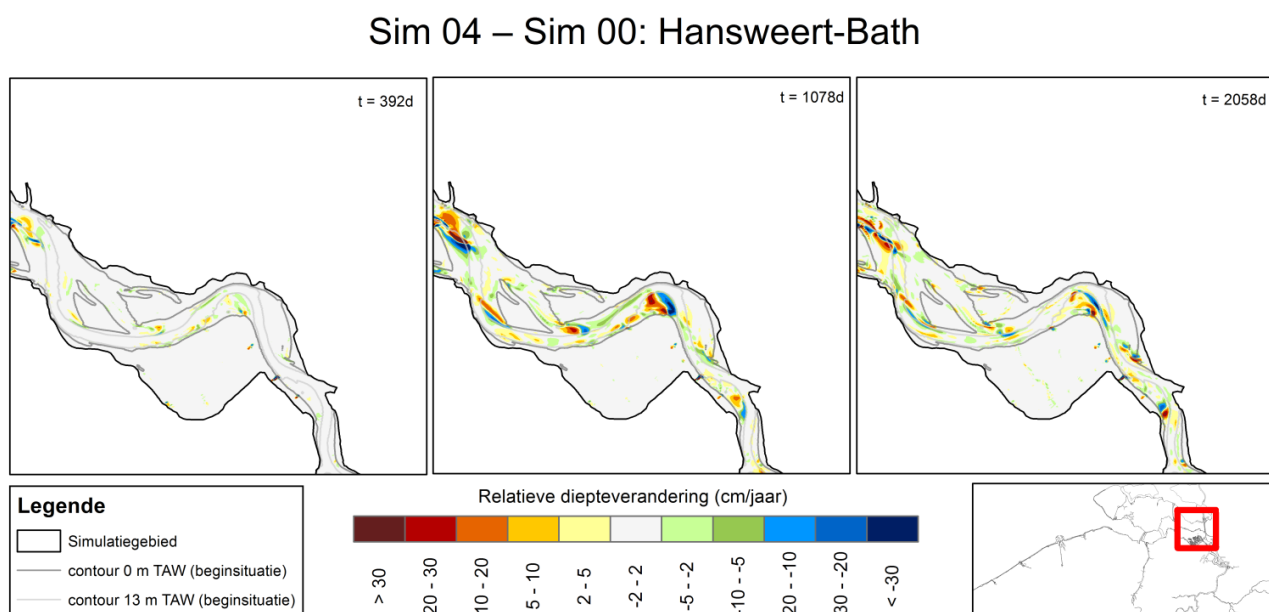 Sim 04 – Sim 00: Hansweert-Bath
t = 392d
t = 1078d
t = 2058d
Legende
Simulatiegebied
contour 0 m TAW (beginsituatie)
contour 13 m TAW (beginsituatie)
Relatieve diepteverandering (cm/jaar)
> 30
20 - 30
10 - 20
5 - 10
2 - 5
-2 - 2
-5 - -2
-10 - -5
20 - -10
30 - -20
< -30